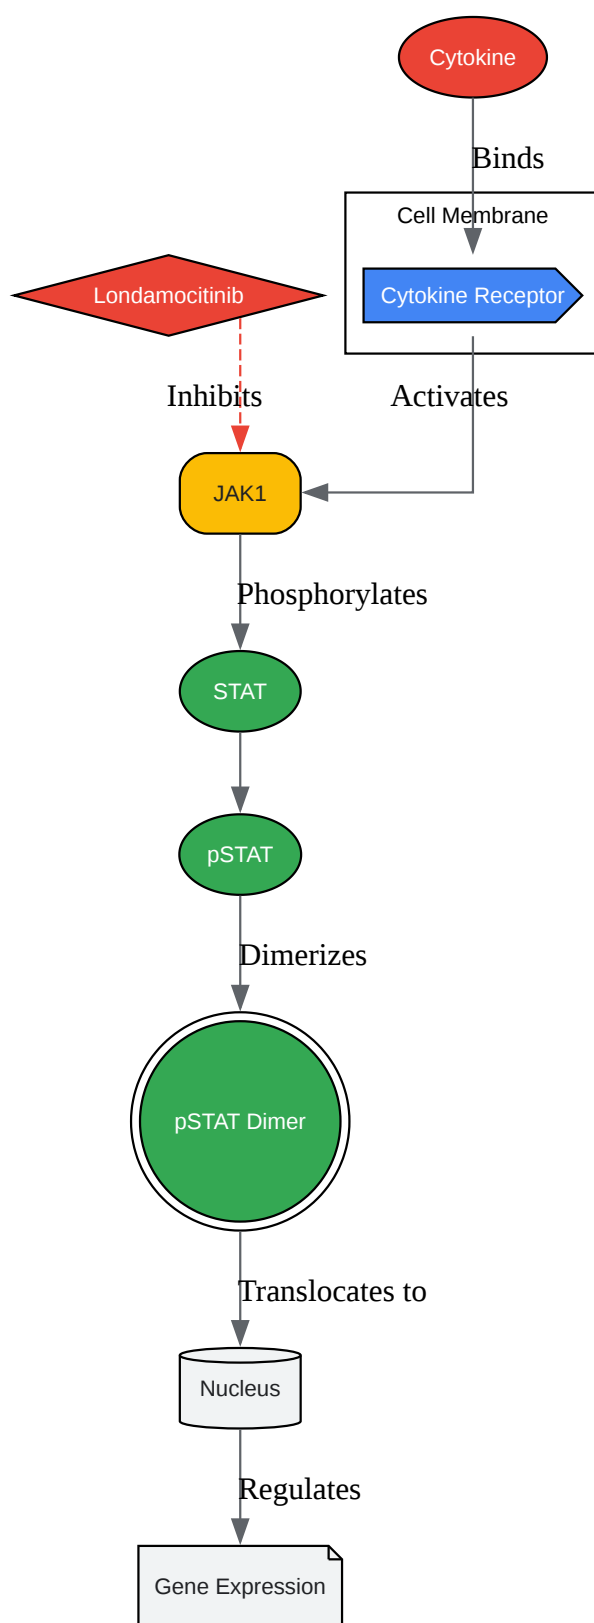 Cytokine
Binds
Cell Membrane
Londamocitinib
Cytokine Receptor
Inhibits
Activates
JAK1
Phosphorylates
STAT
pSTAT
Dimerizes
pSTAT Dimer
Translocates to
Nucleus
Regulates
Gene Expression